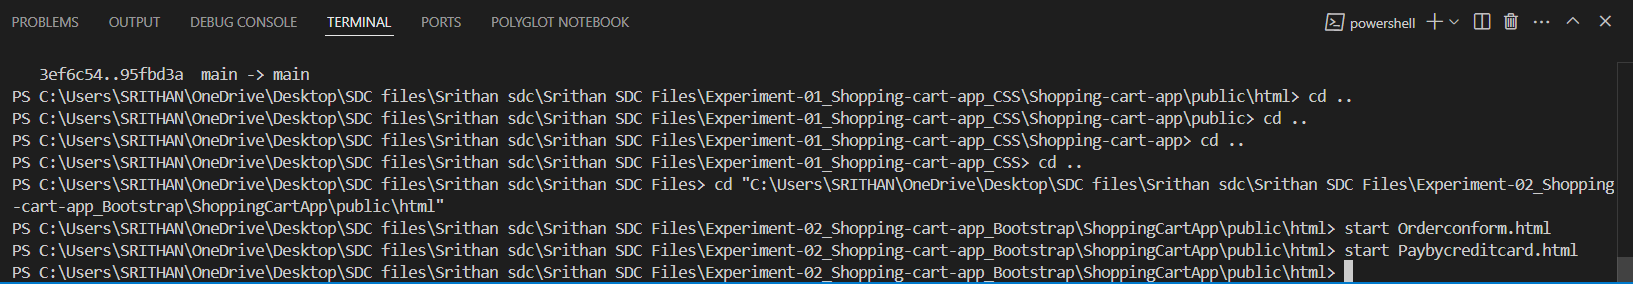 PROBLEMS OUTPUT DEBUG CONSOLE TERMINAL PORTS POLYGLOT NOTEBOOK powershell
3ef6c54..95fbd3a  main -> main
PS C:\Users\SRITHAN\OneDrive\Desktop\SDC files\Srithan sdc\Srithan SDC Files\Experiment-01_Shopping-cart-app_CSS\Shopping-cart-app\public\html> cd ..
PS C:\Users\SRITHAN\OneDrive\Desktop\SDC files\Srithan sdc\Srithan SDC Files\Experiment-01_Shopping-cart-app_CSS\Shopping-cart-app\public> cd ..
PS C:\Users\SRITHAN\OneDrive\Desktop\SDC files\Srithan sdc\Srithan SDC Files\Experiment-01_Shopping-cart-app_CSS\Shopping-cart-app> cd ..
PS C:\Users\SRITHAN\OneDrive\Desktop\SDC files\Srithan sdc\Srithan SDC Files\Experiment-01_Shopping-cart-app_CSS> cd ..
PS C:\Users\SRITHAN\OneDrive\Desktop\SDC files\Srithan sdc\Srithan SDC Files> cd "C:\Users\SRITHAN\OneDrive\Desktop\SDC files\Srithan sdc\Srithan SDC Files\Experiment-02_Shopping
-cart-app_Bootstrap\ShoppingCartApp\public\html"
PS C:\Users\SRITHAN\OneDrive\Desktop\SDC files\Srithan sdc\Srithan SDC Files\Experiment-02_Shopping-cart-app_Bootstrap\ShoppingCartApp\public\html> start Orderconform.html
PS C:\Users\SRITHAN\OneDrive\Desktop\SDC files\Srithan sdc\Srithan SDC Files\Experiment-02_Shopping-cart-app_Bootstrap\ShoppingCartApp\public\html> start Paybycreditcard.html
PS C:\Users\SRITHAN\OneDrive\Desktop\SDC files\Srithan sdc\Srithan SDC Files\Experiment-02_Shopping-cart-app_Bootstrap\ShoppingCartApp\public\html>